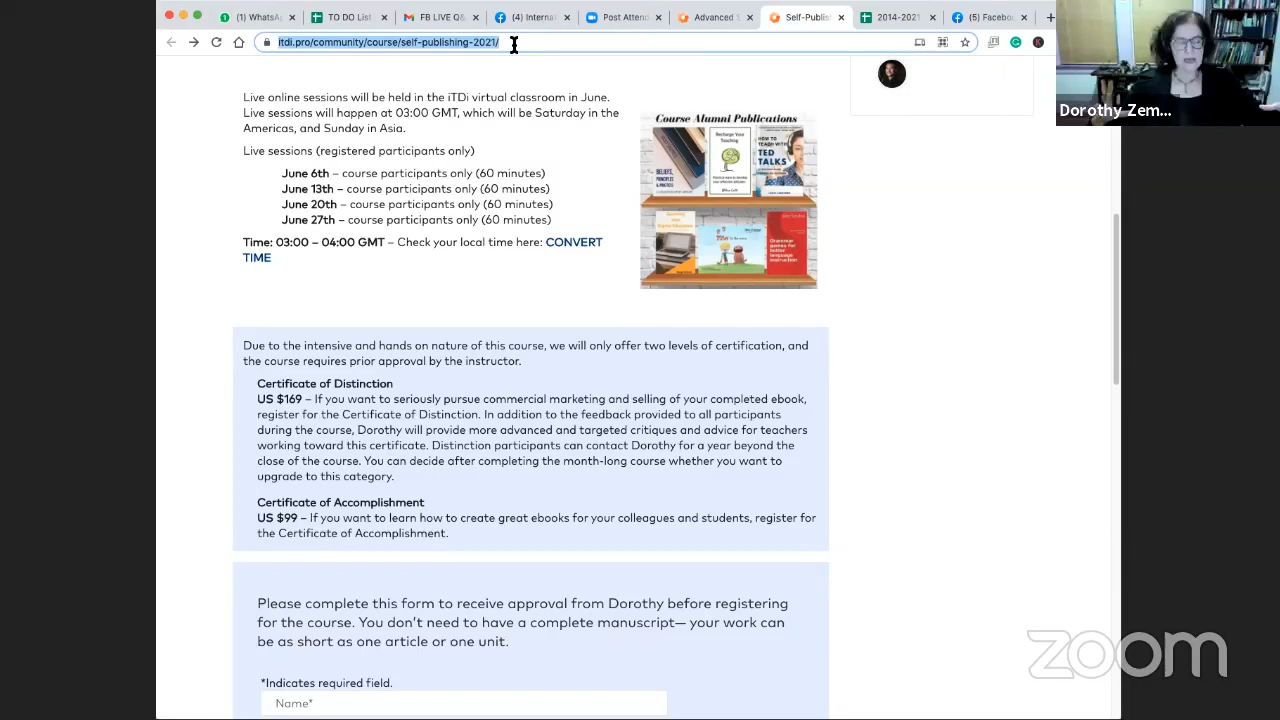 (1) WhatsA
TO DO List
FB LIVE Q&
(4) Interna
Post Attend
Advanced S
Self-Publis
2014-2021
(5) Facebo
itdi.pro/community/course/self-publishing-2021/
Dorothy Zem...
Live online sessions will be held in the iTDi virtual classroom in June.
Live sessions will happen at 03:00 GMT, which will be Saturday in the
Americas, and Sunday in Asia.
Live sessions (registered participants only)
June 6th – course participants only (60 minutes)
June 13th – course participants only (60 minutes)
June 20th – course participants only (60 minutes)
June 27th – course participants only (60 minutes)
Time: 03:00 – 04:00 GMT – Check your local time here: CONVERT
TIME
Course Alumni Publications
BELIEFS,
PRINCIPLES
& PRACTICES
Recharge Your
Teaching
HOW TO
TEACH WITH
TED
TALKS
Grammar
games for
better
language
instruction
Due to the intensive and hands on nature of this course, we will only offer two levels of certification, and
the course requires prior approval by the instructor.
Certificate of Distinction
US $169 – If you want to seriously pursue commercial marketing and selling of your completed ebook,
register for the Certificate of Distinction. In addition to the feedback provided to all participants
during the course, Dorothy will provide more advanced and targeted critiques and advice for teachers
working toward this certificate. Distinction participants can contact Dorothy for a year beyond the
close of the course. You can decide after completing the month-long course whether you want to
upgrade to this category.
Certificate of Accomplishment
US $99 – If you want to learn how to create great ebooks for your colleagues and students, register for
the Certificate of Accomplishment.
Please complete this form to receive approval from Dorothy before registering
for the course. You don't need to have a complete manuscript— your work can
be as short as one article or one unit.
*Indicates required field.
Name*
zoom